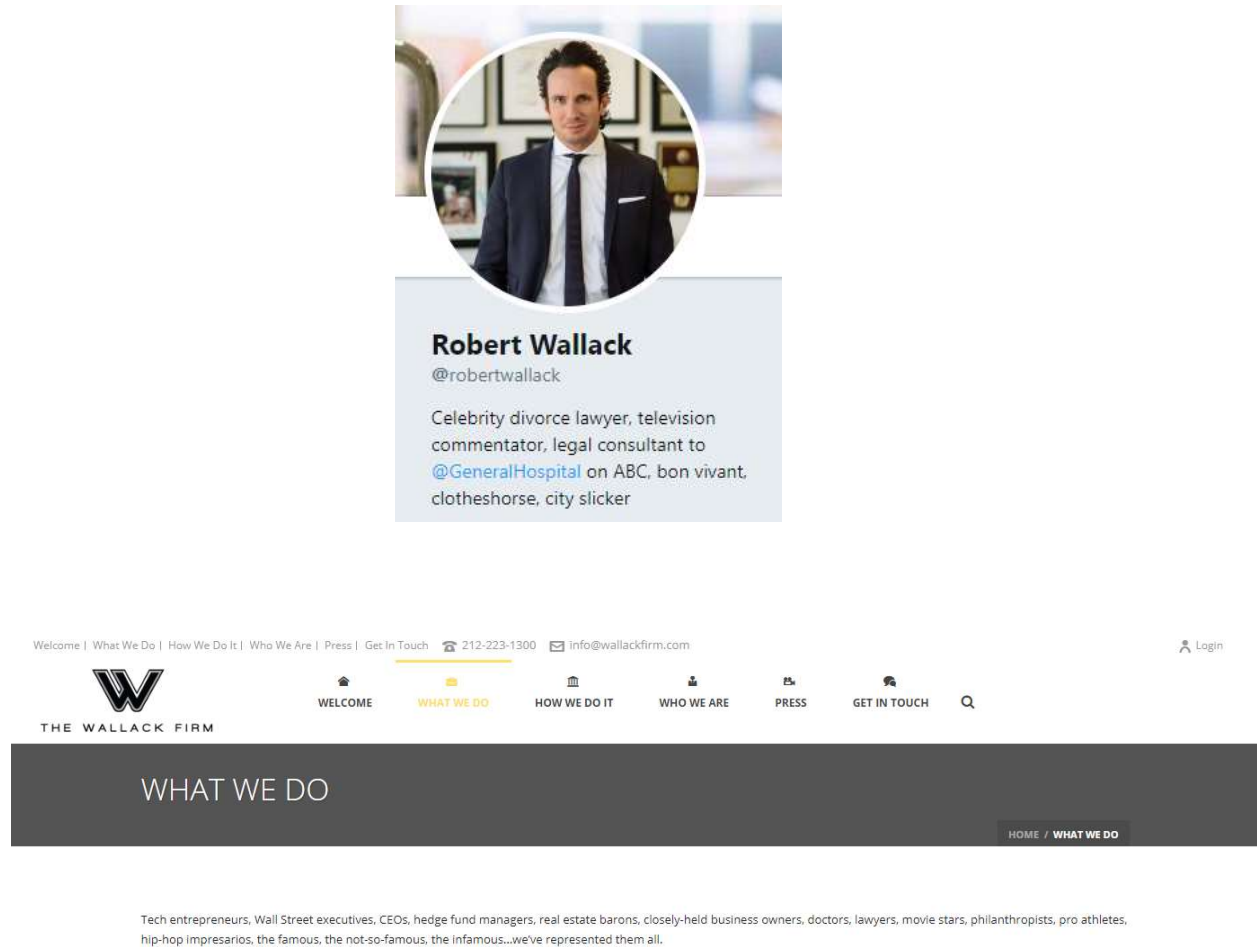 Robert Wallack
@robertwallack
Celebrity divorce lawyer, television
commentator, legal consultant to
@GeneralHospital on ABC, bon vivant,
clotheshorse, city slicker
Welcome | What We Do | How We Do It | Who We Are | Press | Get In Touch 212-223-1300 info@wallackfirm.com Login
W
THE WALLACK FIRM
WELCOME WHAT WE DO HOW WE DO IT WHO WE ARE PRESS GET IN TOUCH
WHAT WE DO
HOME / WHAT WE DO
Tech entrepreneurs, Wall Street executives, CEOs, hedge fund managers, real estate barons, closely-held business owners, doctors, lawyers, movie stars, philanthropists, pro athletes,
hip-hop impresarios, the famous, the not-so-famous, the infamous...we've represented them all.